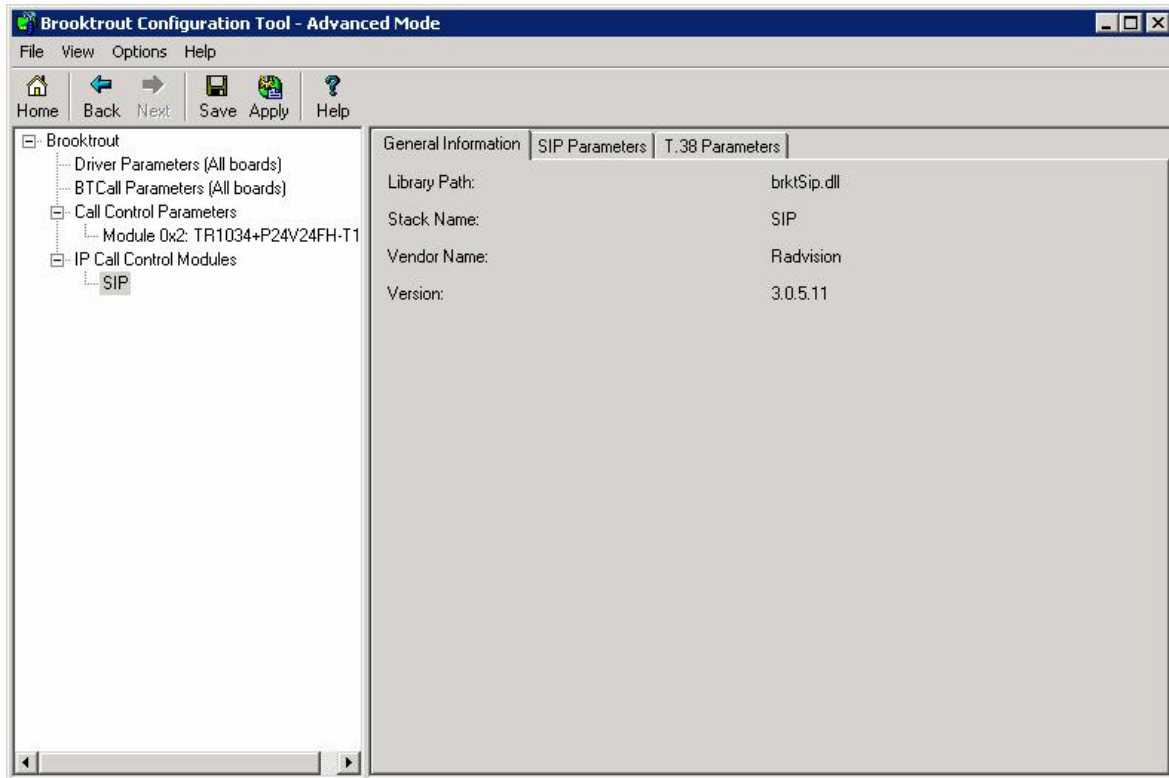 Brooktrout Configuration Tool - Advanced Mode
File View Options Help
Home Back Next Save Apply Help
Brooktrout
Driver Parameters (All boards)
BTCall Parameters (All boards)
Call Control Parameters
Module 0x2: TR1034+P24V24FH-T1
IP Call Control Modules
SIP
General Information SIP Parameters T.38 Parameters
Library Path: brktSip.dll
Stack Name: SIP
Vendor Name: Radvision
Version: 3.0.5.11